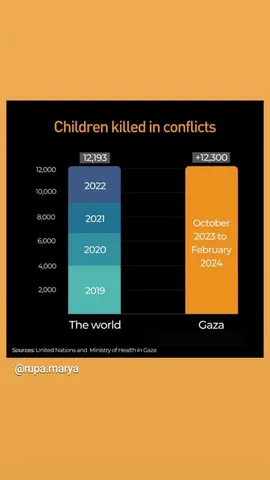 Children killed in conflicts
12,193
+12,300
12,000
10,000
8,000
6,000
4,000
2,000
2022
2021
2020
2019
October
2023 to
February
2024
The world
Gaza
Sources: United Nations and Ministry of Health in Gaza
@rupa.marya